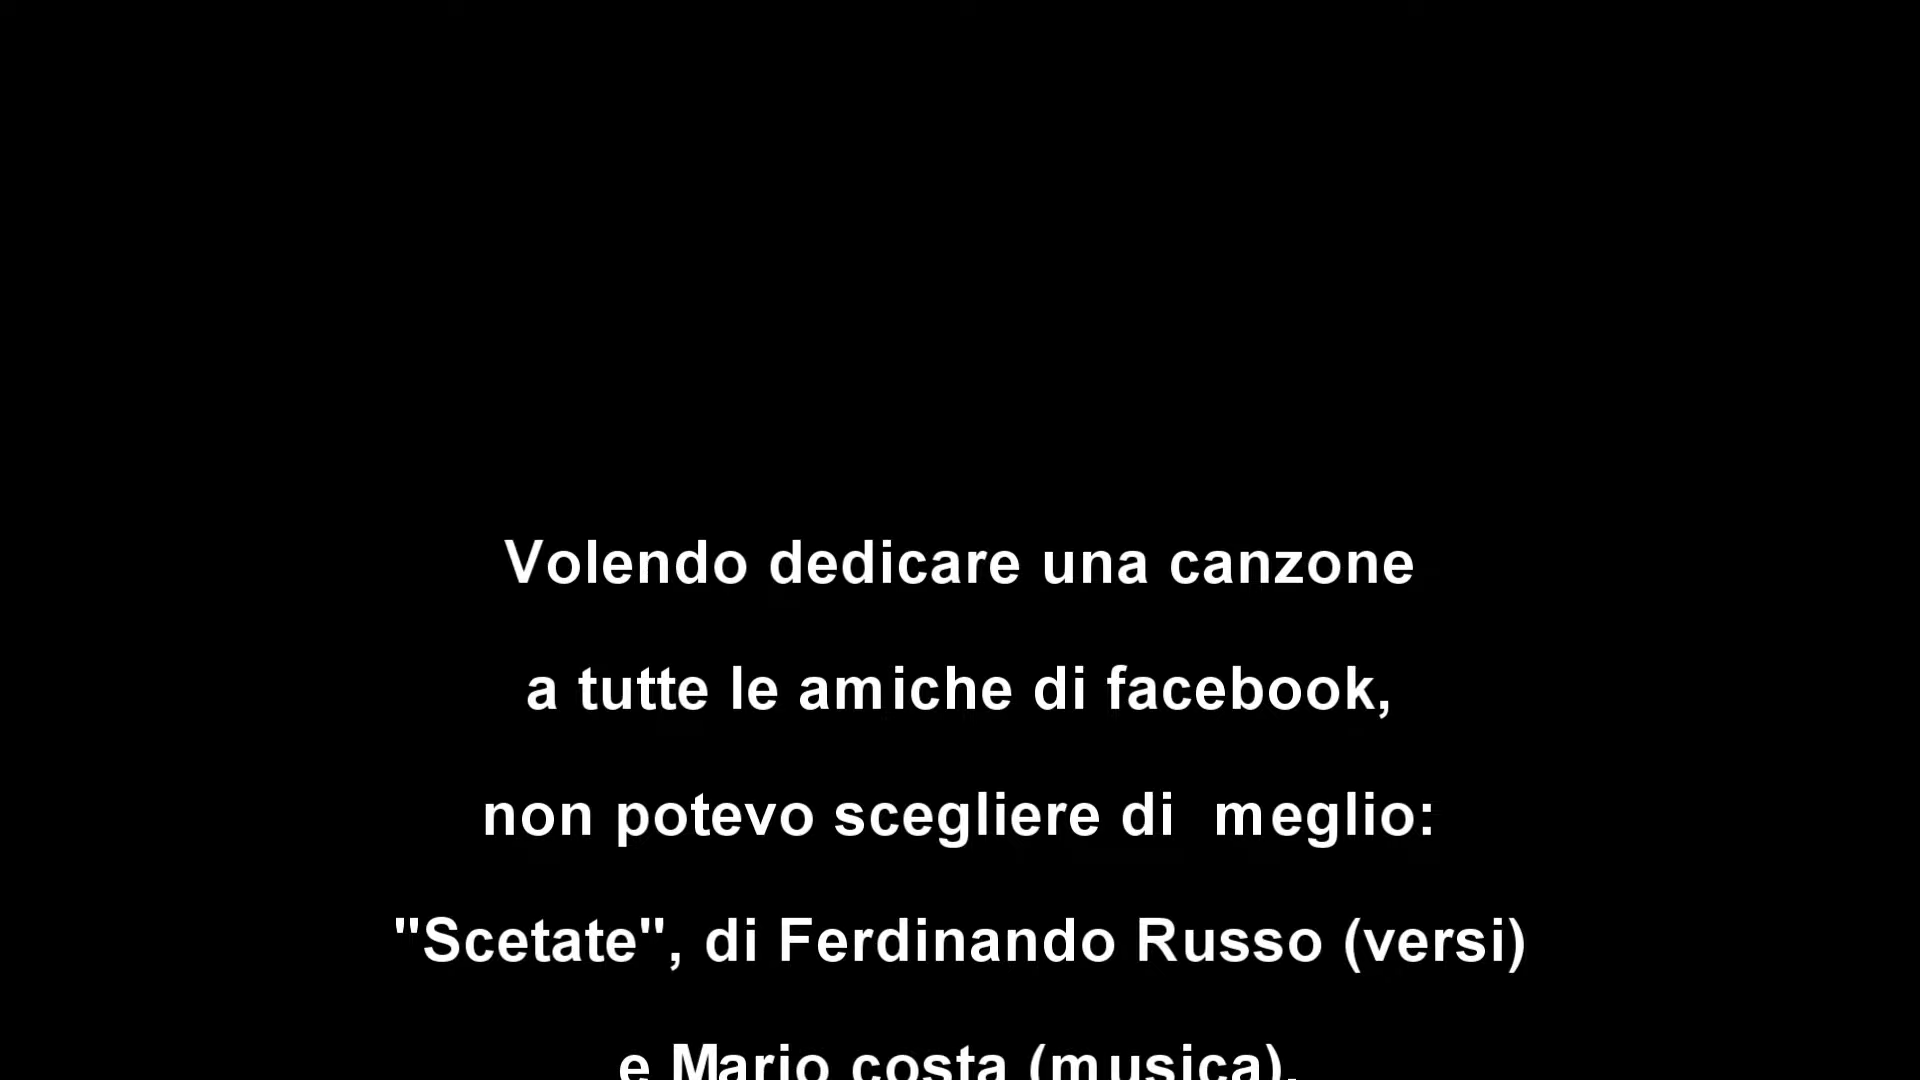 Volendo dedicare una canzone
a tutte le amiche di facebook,
non potevo scegliere di  meglio:
"Scetate", di Ferdinando Russo (versi)
e Mario costa (musica).